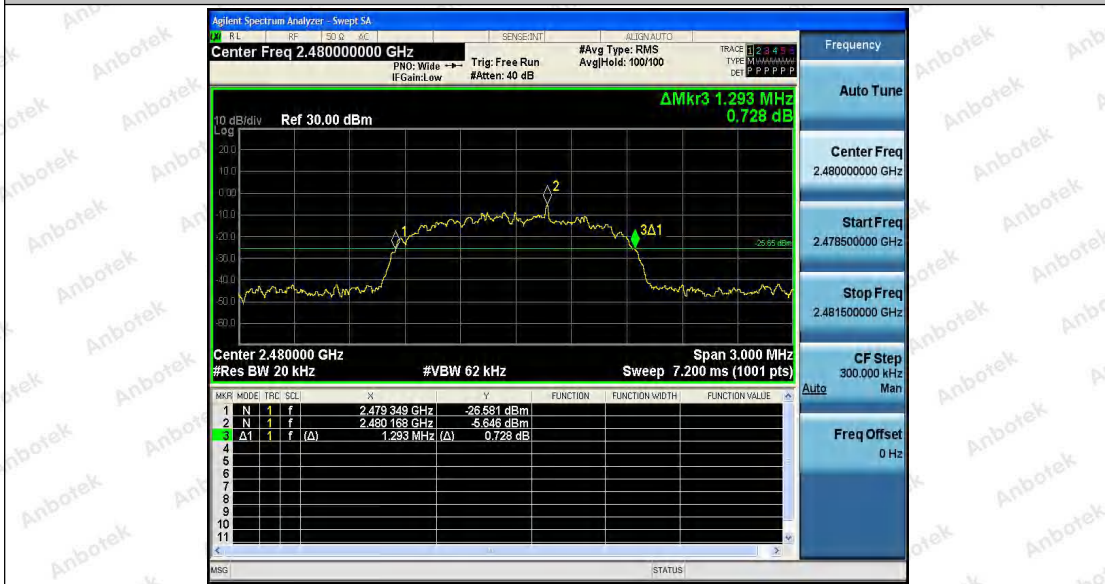 Agilent Spectrum Analyzer - Swept SA
RL RF 50 Ω AC SENSE:INT ALIGN AUTO
Center Freq 2.480000000 GHz
PNO: Wide
IFGain:Low
Trig: Free Run
#Atten: 40 dB
#Avg Type: RMS
Avg|Hold: 100/100
TRACE 1 2 3 4 5 6
TYPE M
DET P P P P P P
Frequency
ΔMkr3 1.293 MHz
0.728 dB
10 dB/div Ref 30.00 dBm
Log
20.0
10.0
0.00
-10.0
-20.0
-30.0
-40.0
-50.0
-60.0
1
2
3Δ1
-25.65 dBm
Center 2.480000 GHz Span 3.000 MHz
#Res BW 20 kHz #VBW 62 kHz Sweep 7.200 ms (1001 pts)
MKR MODE TRC SCL X Y FUNCTION FUNCTION WIDTH FUNCTION VALUE
1 N 1 f 2.479 349 GHz -26.581 dBm
2 N 1 f 2.480 168 GHz -5.646 dBm
3 Δ1 1 f (Δ) 1.293 MHz (Δ) 0.728 dB
4
5
6
7
8
9
10
11
MSG STATUS
Auto Tune
Center Freq
2.480000000 GHz
Start Freq
2.478500000 GHz
Stop Freq
2.481500000 GHz
CF Step
300.000 kHz
Auto Man
Freq Offset
0 Hz
Anbotek